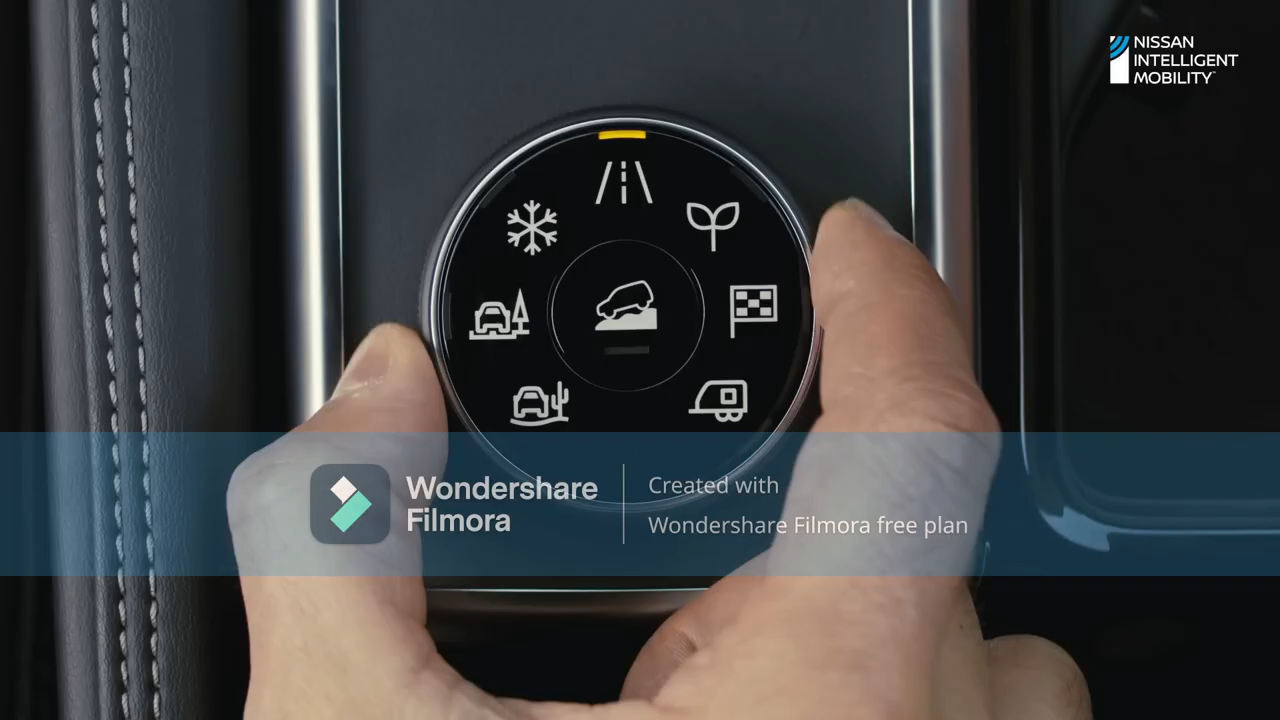 NISSAN
INTELLIGENT
MOBILITY
Wondershare
Filmora
Created with
Wondershare Filmora free plan